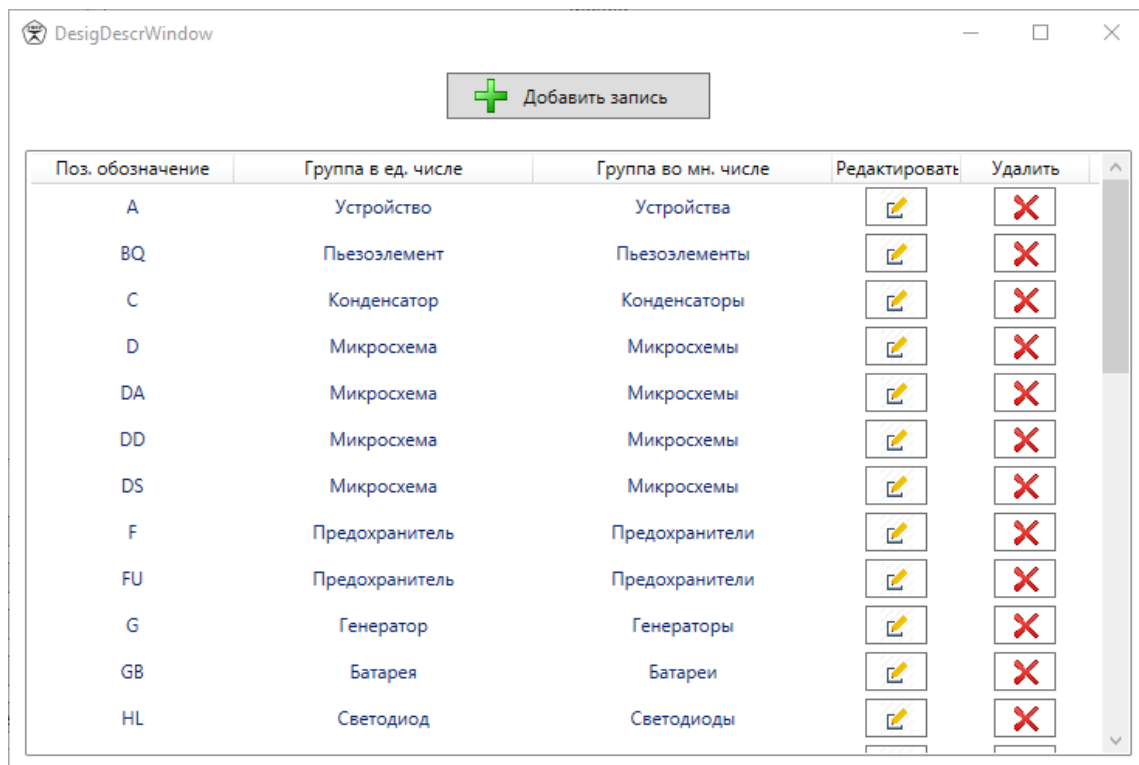 DesigDescrWindow
Добавить запись
Поз. обозначение Группа в ед. числе Группа во мн. числе Редактировать Удалить
A Устройство Устройства
BQ Пьезоэлемент Пьезоэлементы
C Конденсатор Конденсаторы
D Микросхема Микросхемы
DA Микросхема Микросхемы
DD Микросхема Микросхемы
DS Микросхема Микросхемы
F Предохранитель Предохранители
FU Предохранитель Предохранители
G Генератор Генераторы
GB Батарея Батареи
HL Светодиод Светодиоды